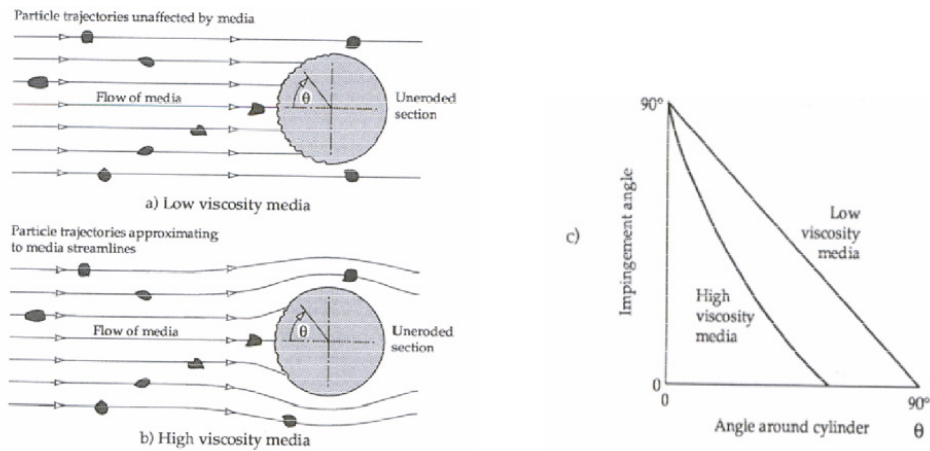 Particle trajectories unaffected by media
Flow of media
θ
Uneroded
section
a) Low viscosity media
Particle trajectories approximating
to media streamlines
Flow of media
θ
Uneroded
section
b) High viscosity media
c)
Impingement angle
90°
Low
viscosity
media
High
viscosity
media
0
0
90°
Angle around cylinder θ